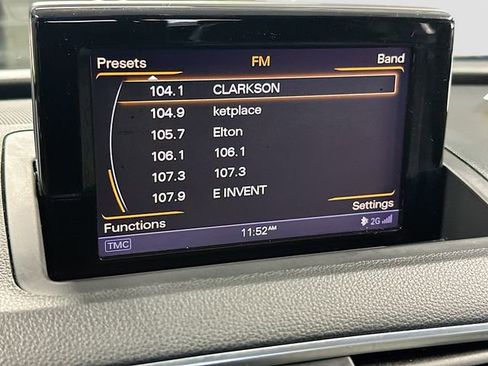 Presets FM Band
104.1 CLARKSON
104.9 ketplace
105.7 Elton
106.1 106.1
107.3 107.3
107.9 E INVENT
Settings
Functions
11:52AM 2G
TMC